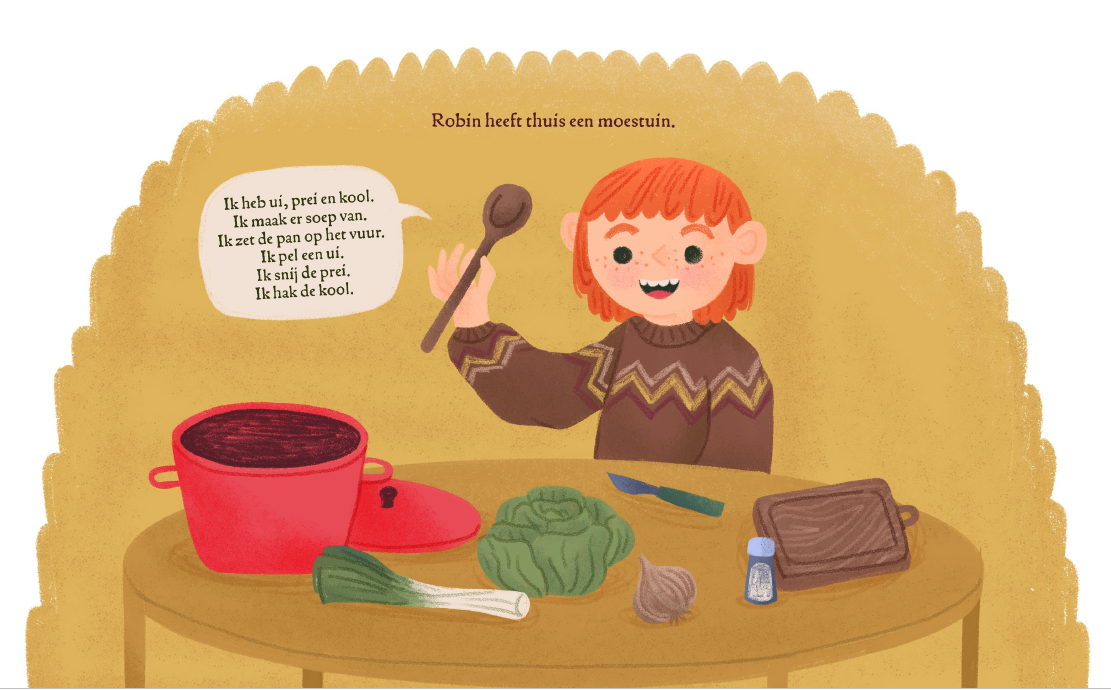 Robin heeft thuis een moestuin.
Ik heb ui, prei en kool.
Ik maak er soep van.
Ik zet de pan op het vuur.
Ik pel een ui.
Ik snij de prei.
Ik hak de kool.